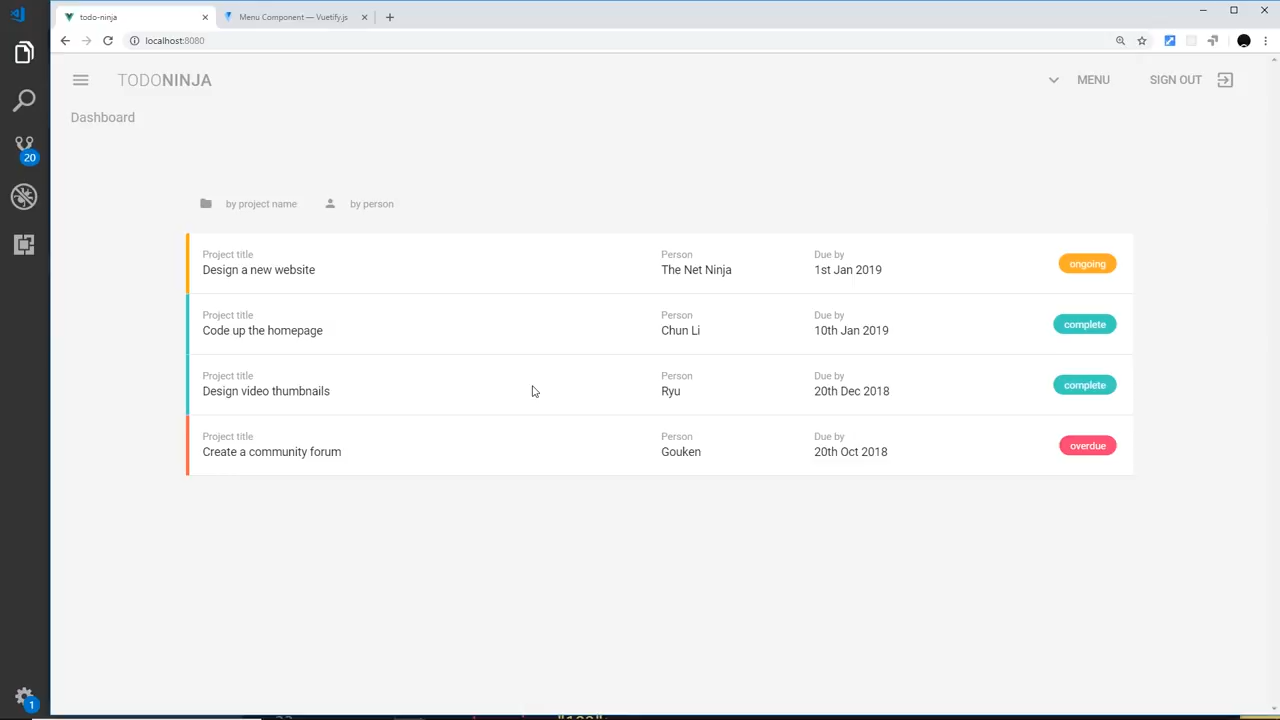 todo-ninja
Menu Component — Vuetify.js
localhost:8080
TODONINJA
MENU
SIGN OUT
Dashboard
20
by project name
by person
Project title
Person
Due by
Design a new website
The Net Ninja
1st Jan 2019
ongoing
Project title
Person
Due by
Code up the homepage
Chun Li
10th Jan 2019
complete
Project title
Person
Due by
Design video thumbnails
Ryu
20th Dec 2018
complete
Project title
Person
Due by
Create a community forum
Gouken
20th Oct 2018
overdue
1